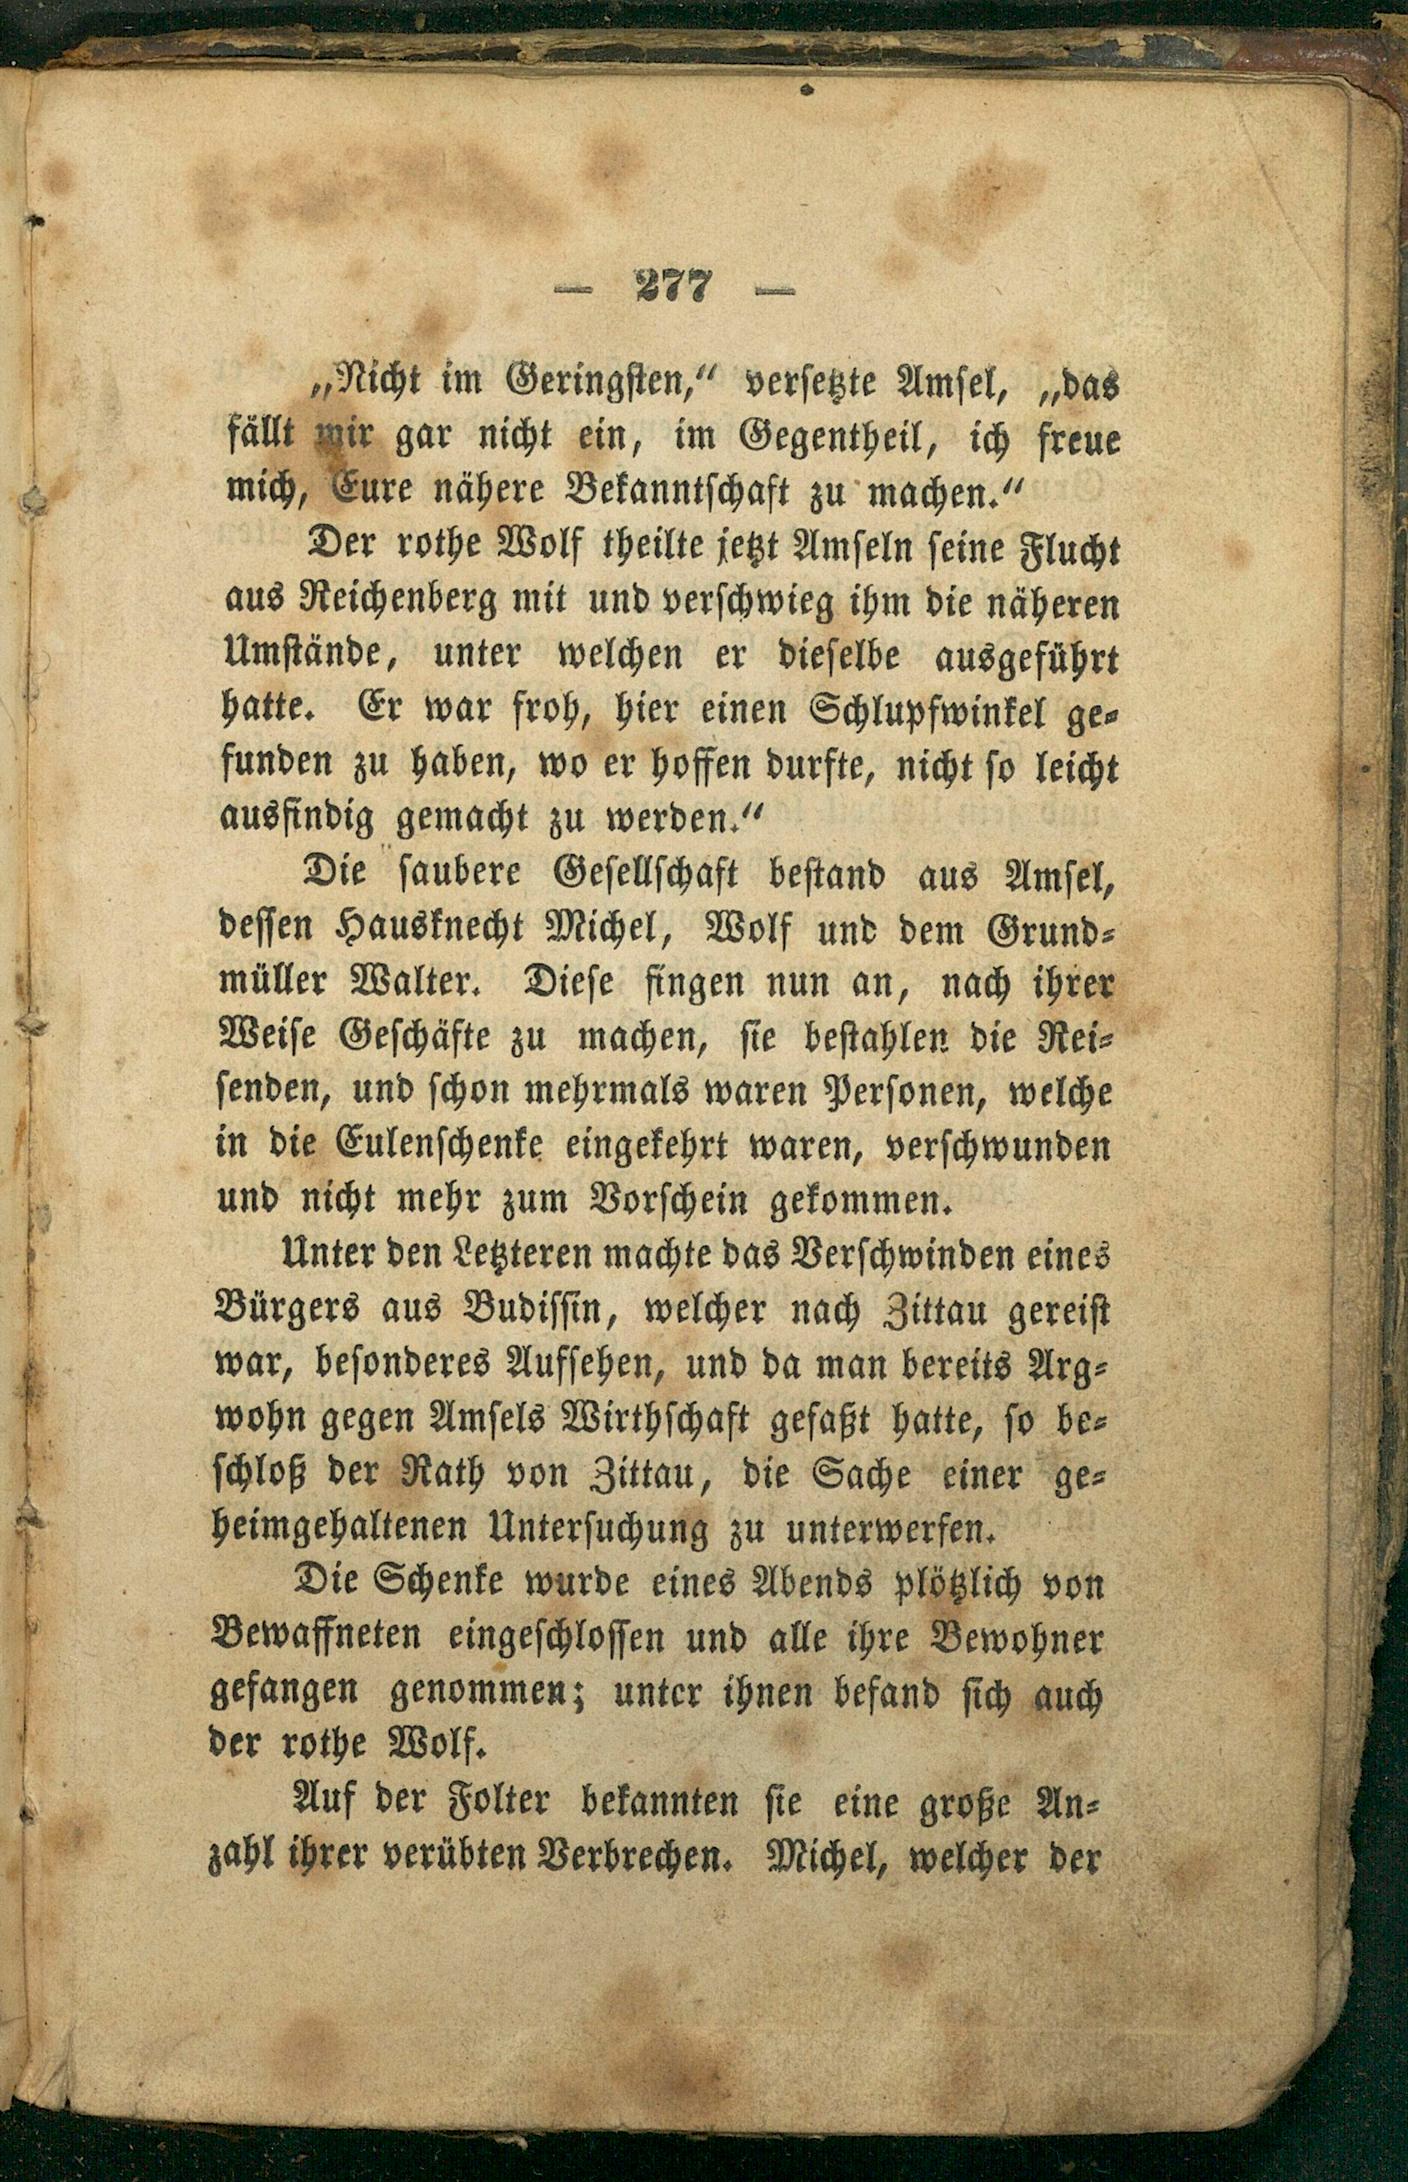 — 277 —
„Nicht im Geringsten,“ versetzte Amsel, „das
fällt mir gar nicht ein, im Gegentheil, ich freue
mich, Eure nähere Bekanntschaft zu machen.“
Der rothe Wolf theilte jetzt Amseln seine Flucht
aus Reichenberg mit und verschwieg ihm die näheren
Umstände, unter welchen er dieselbe ausgeführt
hatte. Er war froh, hier einen Schlupfwinkel ge-
funden zu haben, wo er hoffen durfte, nicht so leicht
ausfindig gemacht zu werden.“
Die saubere Gesellschaft bestand aus Amsel,
dessen Hausknecht Michel, Wolf und dem Grund-
müller Walter. Diese fingen nun an, nach ihrer
Weise Geschäfte zu machen, sie bestahlen die Rei-
senden, und schon mehrmals waren Personen, welche
in die Eulenschenke eingekehrt waren, verschwunden
und nicht mehr zum Vorschein gekommen.
Unter den Letzteren machte das Verschwinden eines
Bürgers aus Budissin, welcher nach Zittau gereist
war, besonderes Aufsehen, und da man bereits Arg-
wohn gegen Amsels Wirthschaft gefaßt hatte, so be-
schloß der Rath von Zittau, die Sache einer ge-
heimgehaltenen Untersuchung zu unterwerfen.
Die Schenke wurde eines Abends plötzlich von
Bewaffneten eingeschlossen und alle ihre Bewohner
gefangen genommen; unter ihnen befand sich auch
der rothe Wolf.
Auf der Folter bekannten sie eine große An-
zahl ihrer verübten Verbrechen. Michel, welcher der